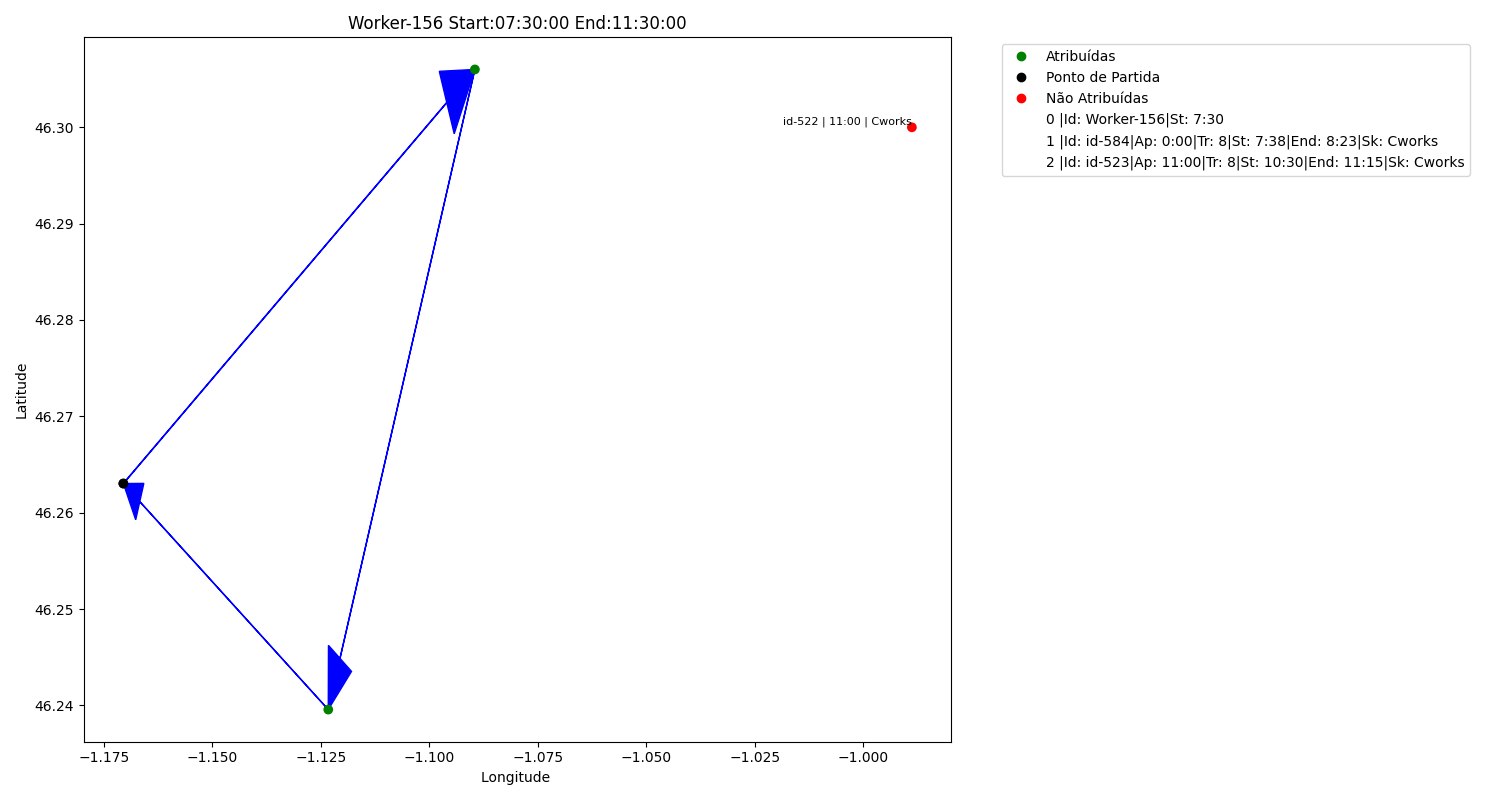 Worker-156 Start:07:30:00 End:11:30:00
Atribuídas
Ponto de Partida
Não Atribuídas
0 |Id: Worker-156|St: 7:30
1 |Id: id-584|Ap: 0:00|Tr: 8|St: 7:38|End: 8:23|Sk: Cworks
2 |Id: id-523|Ap: 11:00|Tr: 8|St: 10:30|End: 11:15|Sk: Cworks
id-522 | 11:00 | Cworks
46.30
46.29
46.28
46.27
46.26
46.25
46.24
Latitude
−1.175 −1.150 −1.125 −1.100 −1.075 −1.050 −1.025 −1.000
Longitude